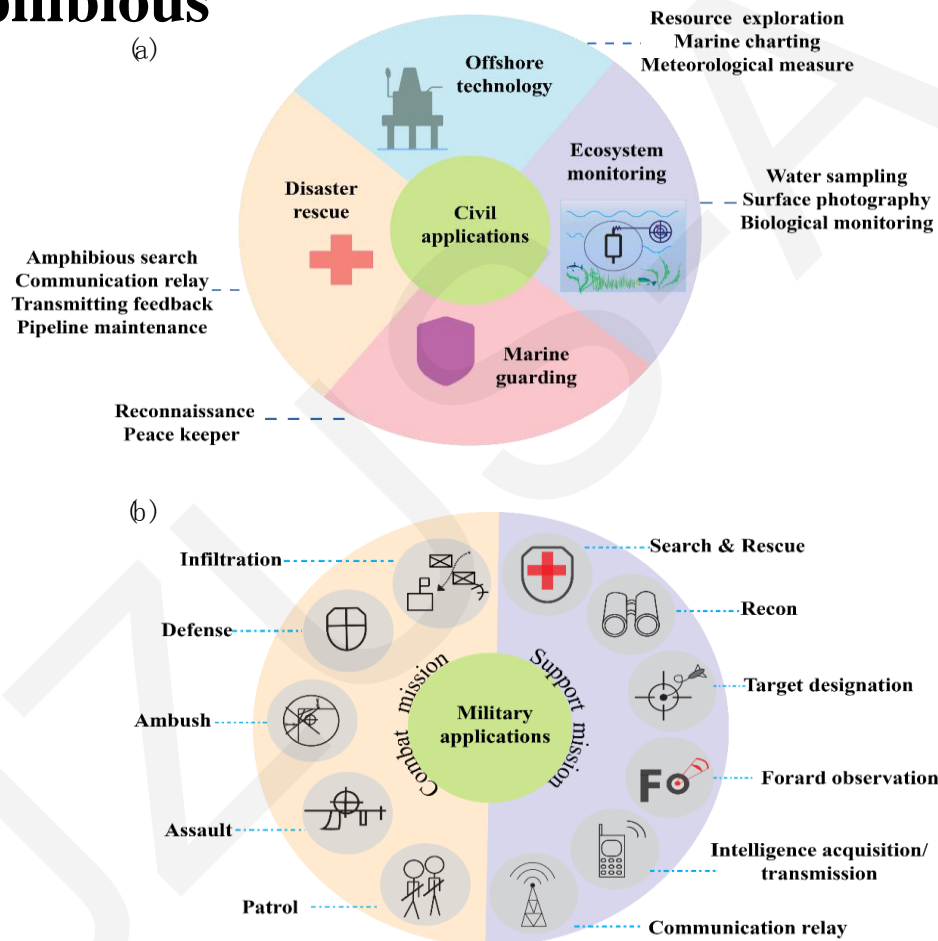 (a)
Resource exploration
Marine charting
Meteorological measure
Offshore
technology
Ecosystem
monitoring
Water sampling
Surface photography
Biological monitoring
Disaster
rescue
Civil
applications
Amphibious search
Communication relay
Transmitting feedback
Pipeline maintenance
Marine
guarding
Reconnaissance
Peace keeper
(b)
Infiltration
Search & Rescue
Defense
Recon
Combat mission
Support mission
Target designation
Ambush
Military
applications
Forard observation
FO
Assault
Intelligence acquisition/
transmission
Patrol
Communication relay